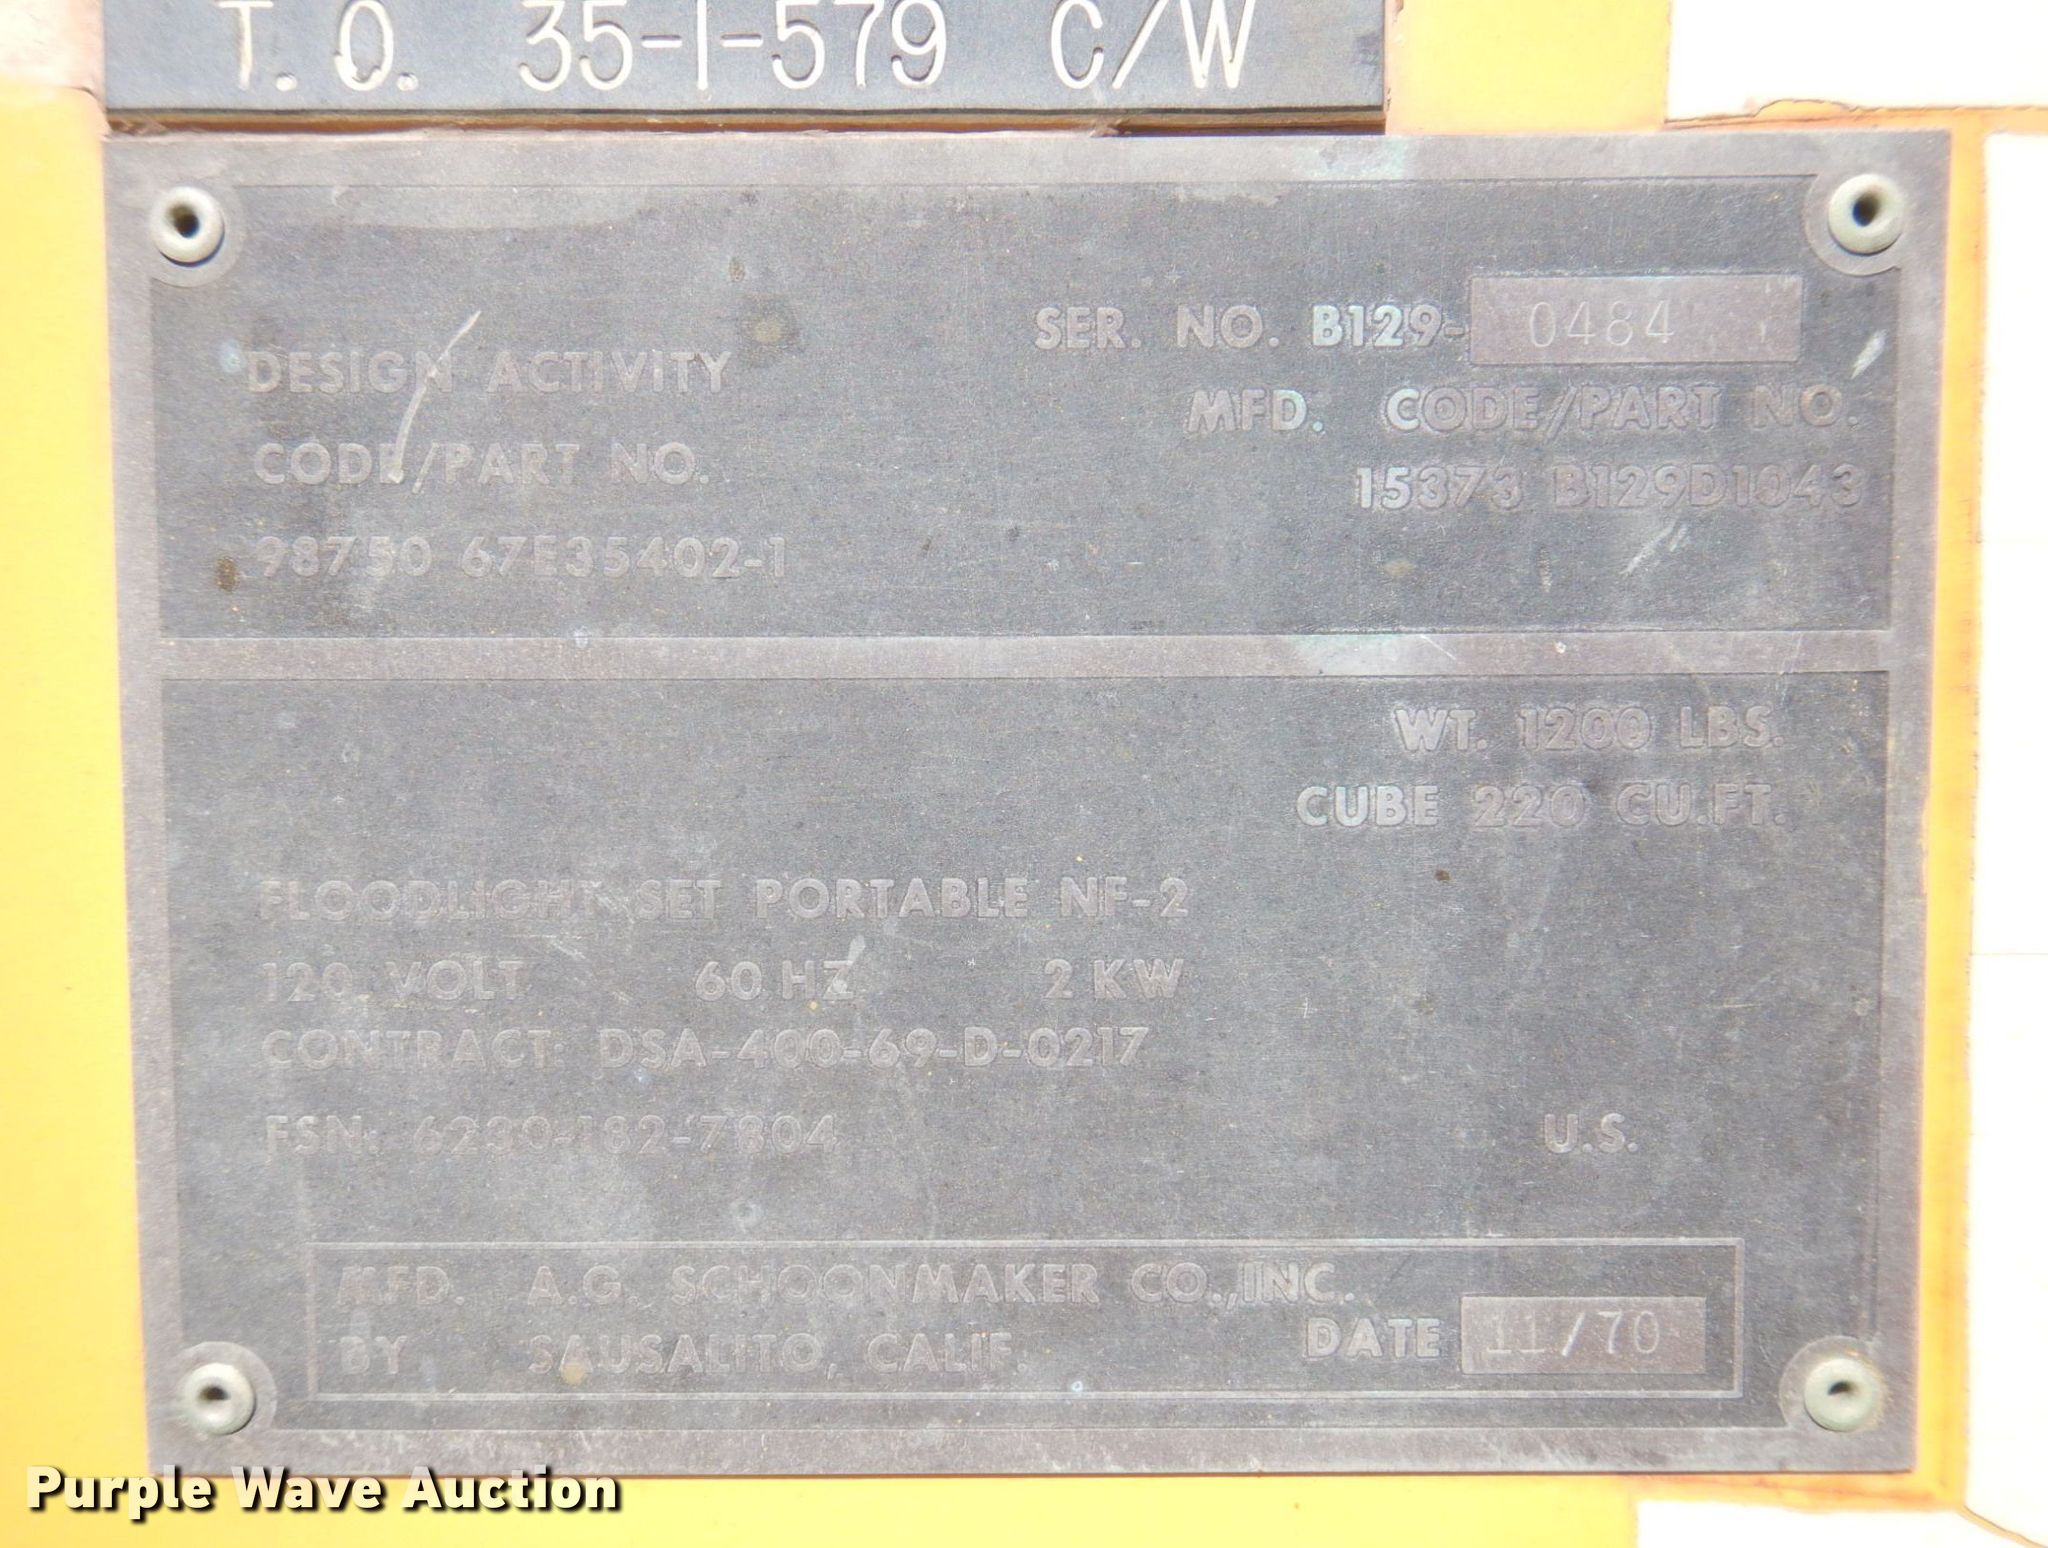 T. O. 35-1-579 C/W
SER. NO. B129- 0484
DESIGN ACTIVITY
CODE/PART NO.
98750 67E35402-1
MFD. CODE/PART NO.
15373 B129D1043
WT. 1200 LBS.
CUBE 220 CU.FT.
FLOODLIGHT SET PORTABLE NF-2
120 VOLT 60 HZ 2 KW
CONTRACT: DSA-400-69-D-0217
FSN: 6230-182-7804
U.S.
MFD. A.G. SCHOONMAKER CO.,INC.
BY SAUSALITO, CALIF.
DATE 11/70
Purple Wave Auction